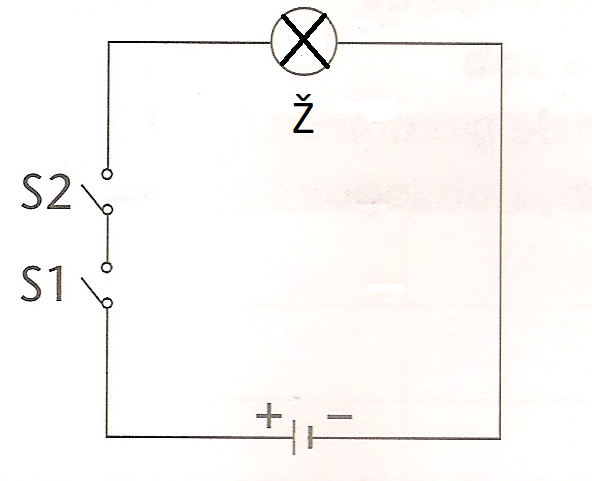 Ž
S2
S1
+ −